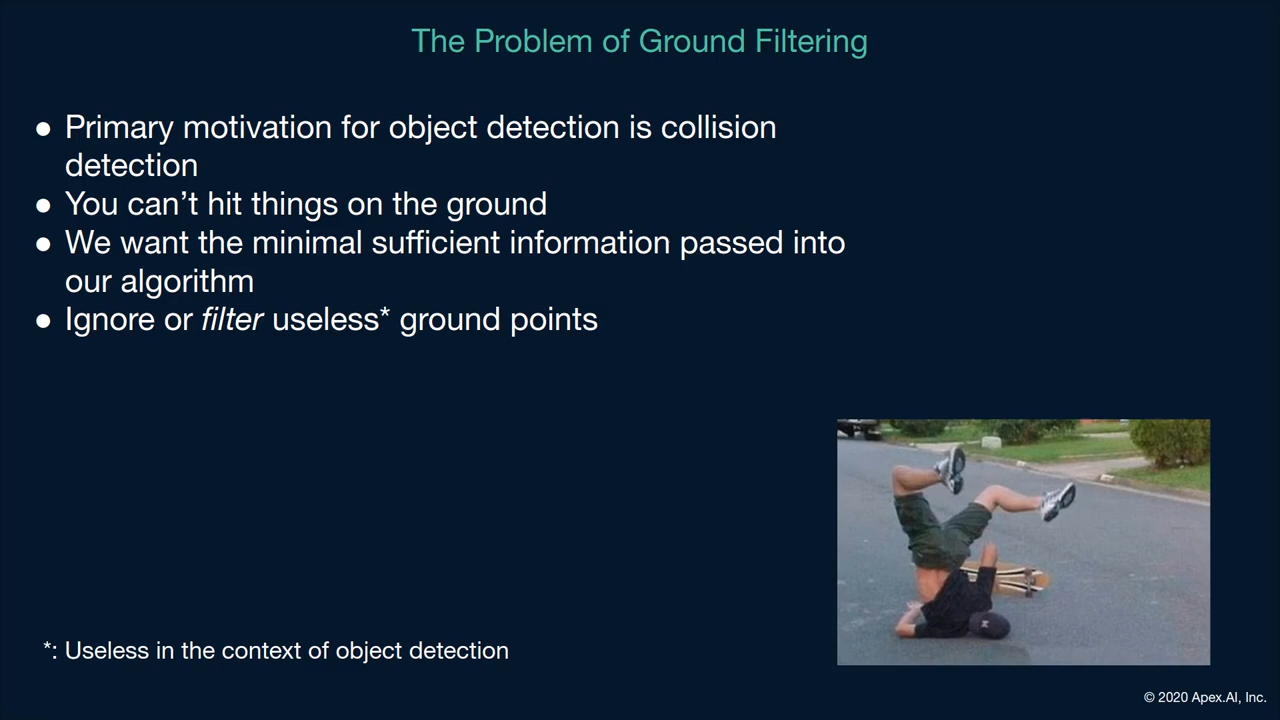 The Problem of Ground Filtering
● Primary motivation for object detection is collision
detection
● You can’t hit things on the ground
● We want the minimal sufficient information passed into
our algorithm
● Ignore or filter useless* ground points
*: Useless in the context of object detection
© 2020 Apex.AI, Inc.